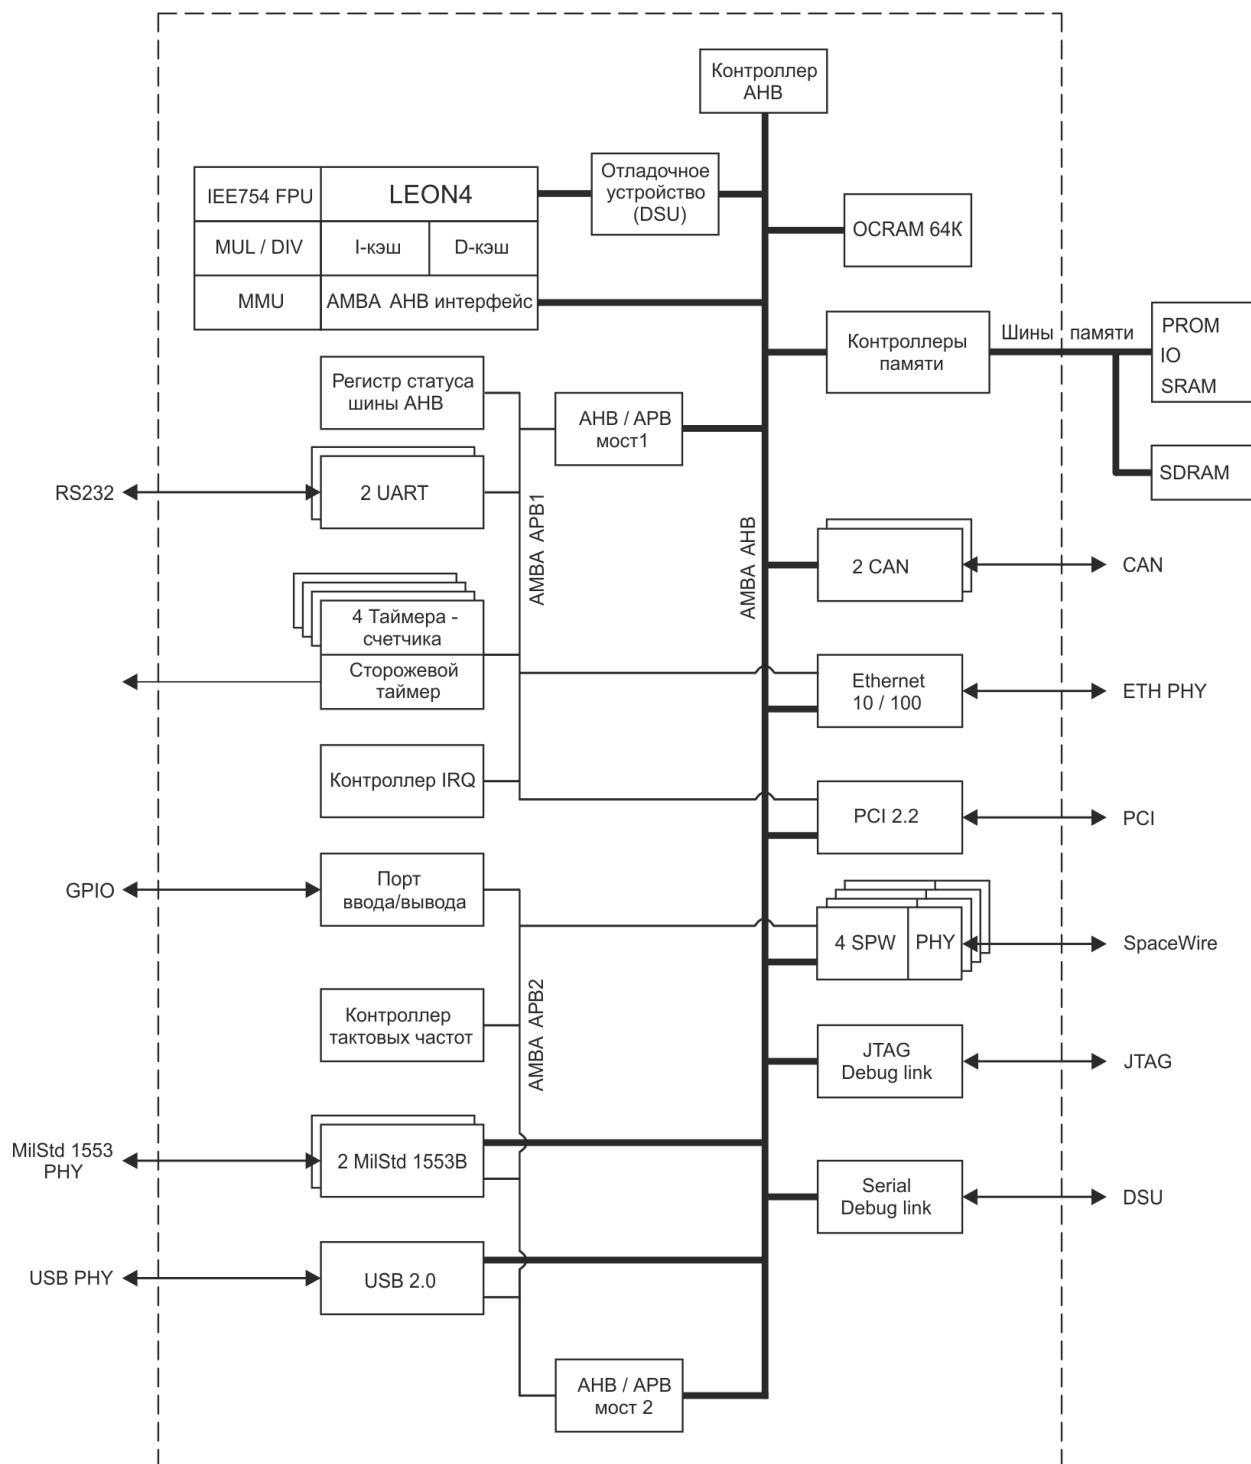 Контроллер
AHB
IEE754 FPU
LEON4
MUL / DIV
I-кэш
D-кэш
MMU
AMBA AHB интерфейс
Отладочное
устройство
(DSU)
OCRAM 64К
Контроллеры
памяти
Шины памяти
PROM
IO
SRAM
SDRAM
Регистр статуса
шины AHB
AHB / APB
мост1
RS232
2 UART
AMBA APB1
AMBA AHB
2 CAN
CAN
4 Таймера -
счетчика
Сторожевой
таймер
Ethernet
10 / 100
ETH PHY
Контроллер IRQ
PCI 2.2
PCI
GPIO
Порт
ввода/вывода
4 SPW
PHY
SpaceWire
Контроллер
тактовых частот
AMBA APB2
JTAG
Debug link
JTAG
MilStd 1553
PHY
2 MilStd 1553B
Serial
Debug link
DSU
USB PHY
USB 2.0
AHB / APB
мост 2